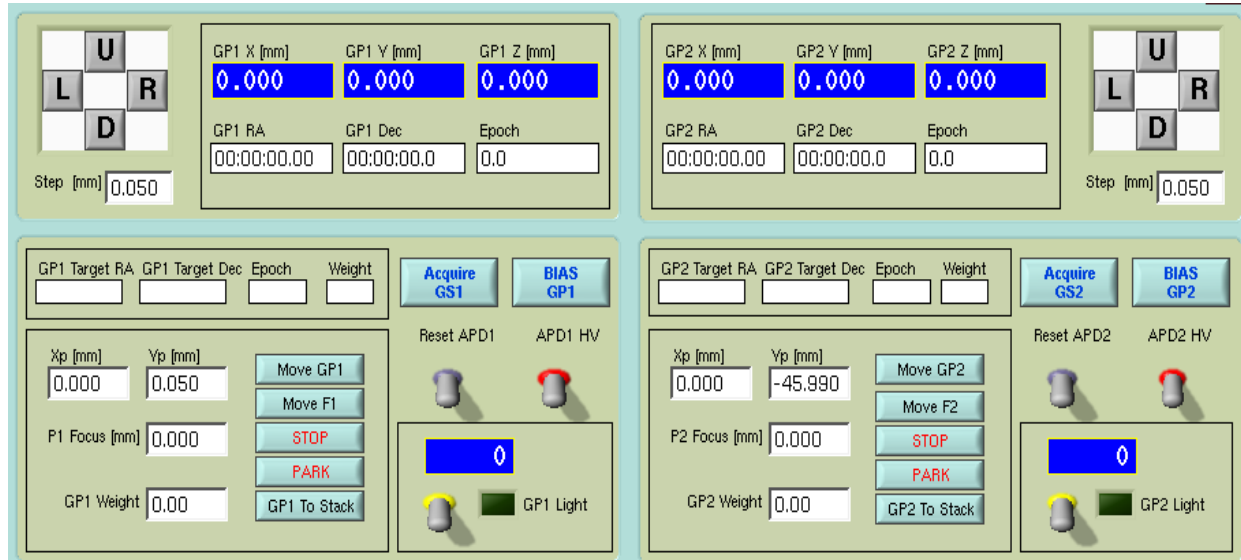 U
L R
D
Step [mm] 0.050
GP1 X [mm] GP1 Y [mm] GP1 Z [mm]
0.000 0.000 0.000
GP1 RA GP1 Dec Epoch
00:00:00.00 00:00:00.0 0.0
GP2 X [mm] GP2 Y [mm] GP2 Z [mm]
0.000 0.000 0.000
GP2 RA GP2 Dec Epoch
00:00:00.00 00:00:00.0 0.0
U
L R
D
Step [mm] 0.050
GP1 Target RA GP1 Target Dec Epoch Weight
Acquire
GS1
BIAS
GP1
Reset APD1 APD1 HV
Xp [mm] Yp [mm]
0.000 0.050
P1 Focus [mm] 0.000
GP1 Weight 0.00
Move GP1
Move F1
STOP
PARK
GP1 To Stack
0
GP1 Light
GP2 Target RA GP2 Target Dec Epoch Weight
Acquire
GS2
BIAS
GP2
Reset APD2 APD2 HV
Xp [mm] Yp [mm]
0.000 -45.990
P2 Focus [mm] 0.000
GP2 Weight 0.00
Move GP2
Move F2
STOP
PARK
GP2 To Stack
0
GP2 Light